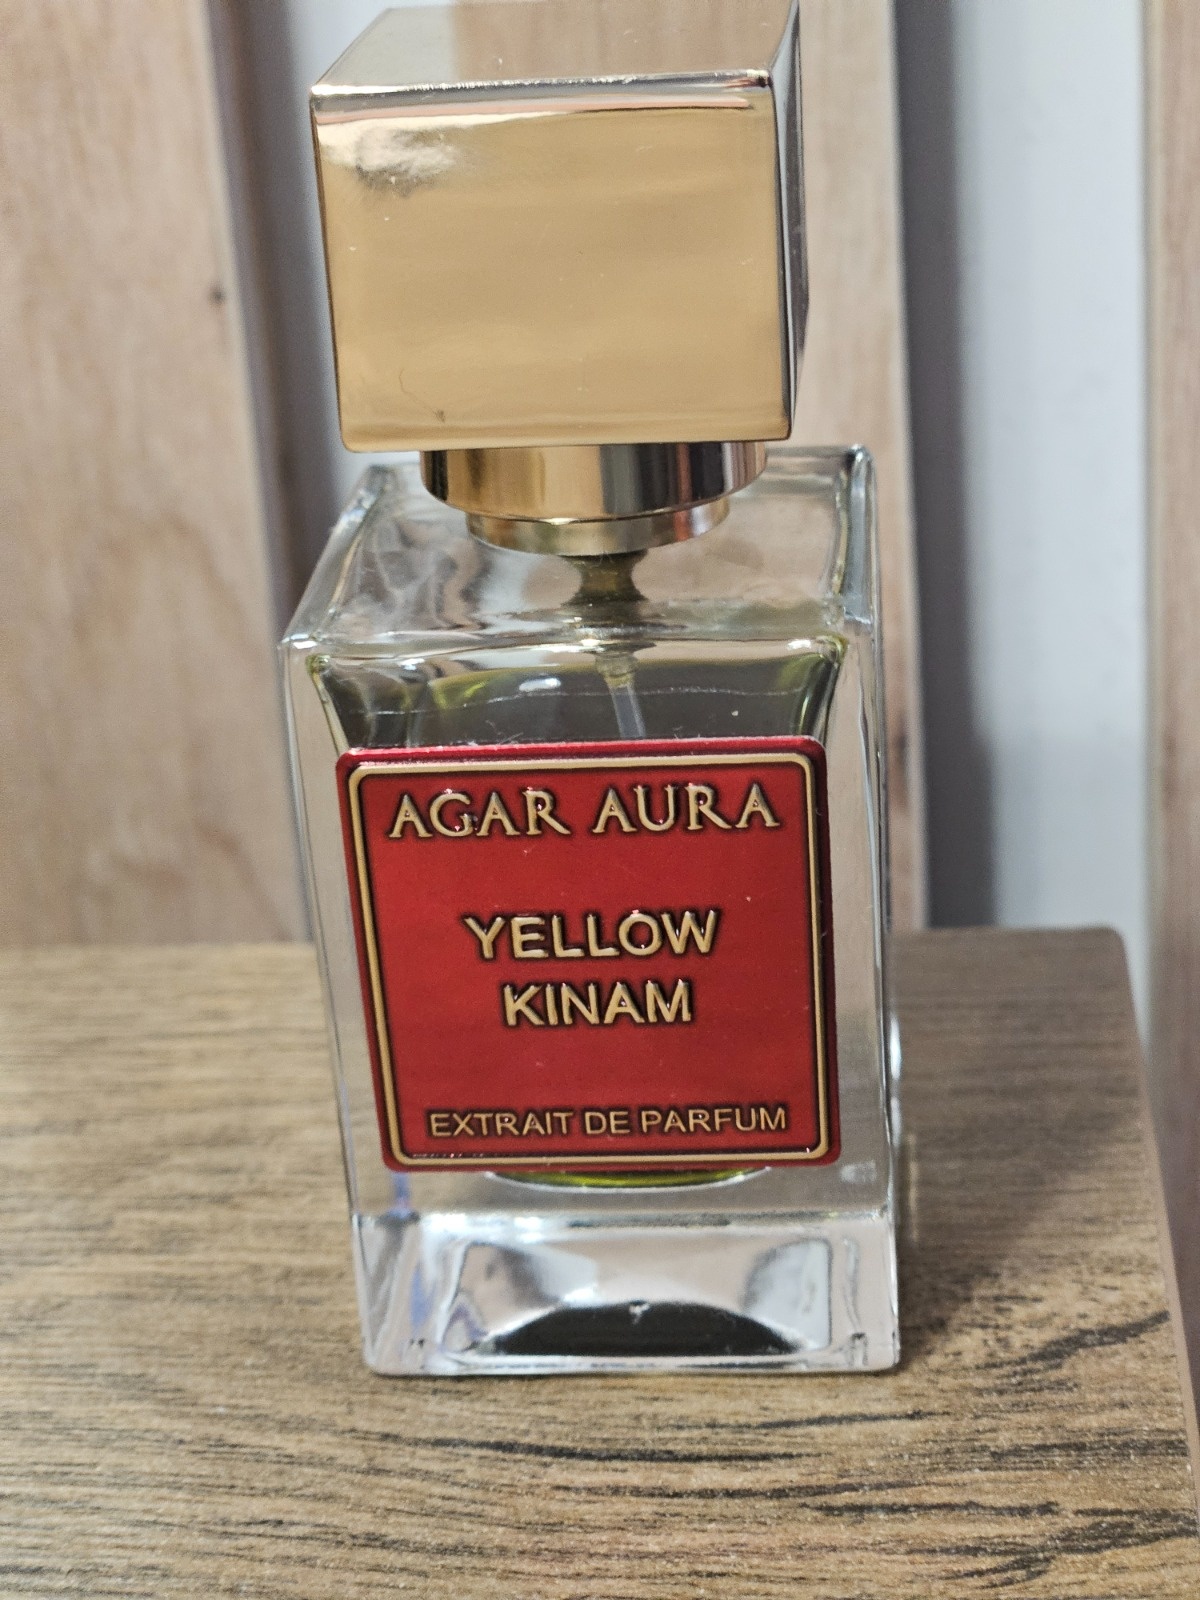 AGAR AURA
YELLOW
KINAM
EXTRAIT DE PARFUM